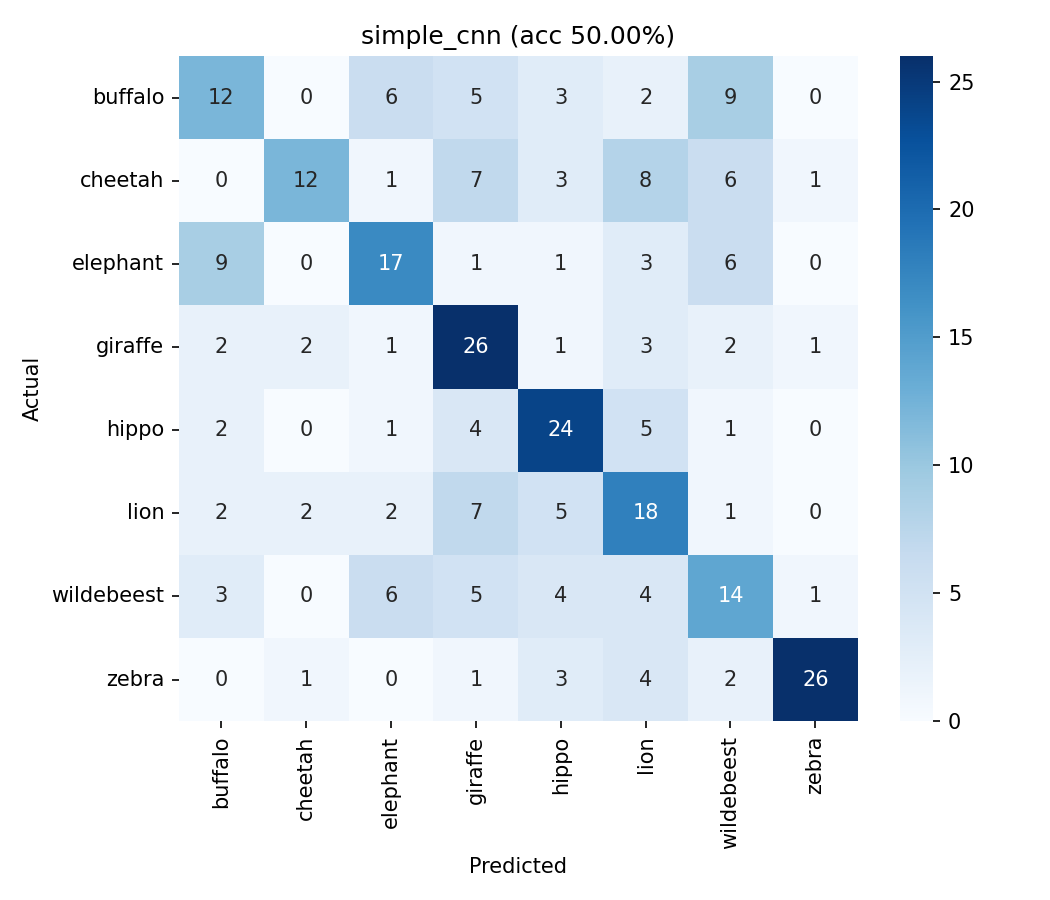 simple_cnn (acc 50.00%)
buffalo 12 0 6 5 3 2 9 0
cheetah 0 12 1 7 3 8 6 1
elephant 9 0 17 1 1 3 6 0
giraffe 2 2 1 26 1 3 2 1
hippo 2 0 1 4 24 5 1 0
lion 2 2 2 7 5 18 1 0
wildebeest 3 0 6 5 4 4 14 1
zebra 0 1 0 1 3 4 2 26
Actual
buffalo cheetah elephant giraffe hippo lion wildebeest zebra
Predicted
25
20
15
10
5
0